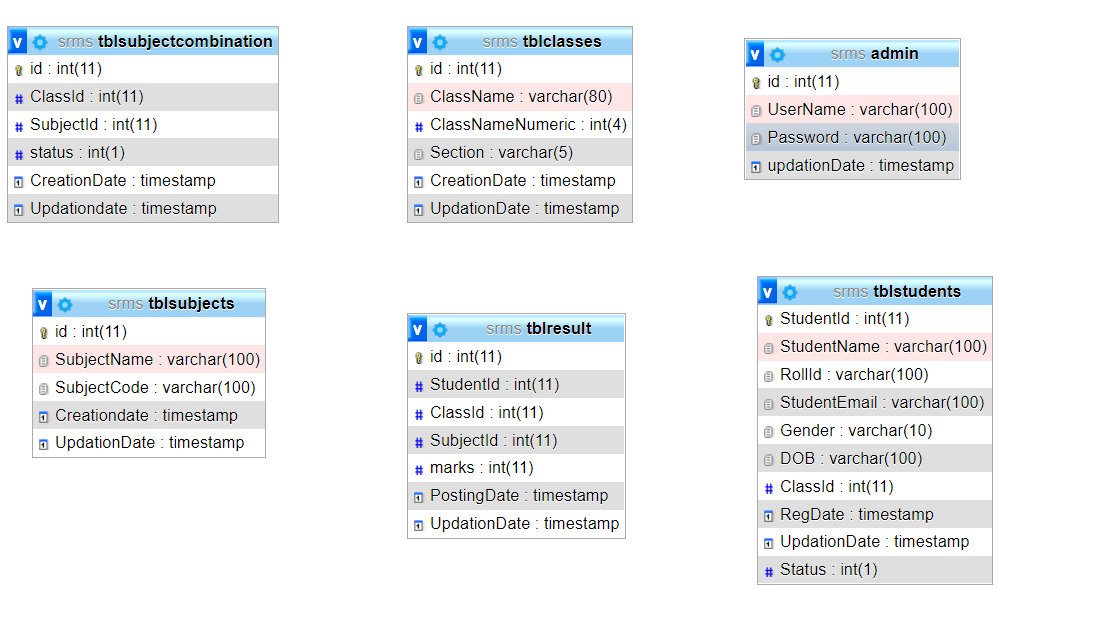 srms tblsubjectcombination
id : int(11)
ClassId : int(11)
SubjectId : int(11)
status : int(1)
CreationDate : timestamp
Updationdate : timestamp
srms tblclasses
id : int(11)
ClassName : varchar(80)
ClassNameNumeric : int(4)
Section : varchar(5)
CreationDate : timestamp
UpdationDate : timestamp
srms admin
id : int(11)
UserName : varchar(100)
Password : varchar(100)
updationDate : timestamp
srms tblsubjects
id : int(11)
SubjectName : varchar(100)
SubjectCode : varchar(100)
Creationdate : timestamp
UpdationDate : timestamp
srms tblresult
id : int(11)
StudentId : int(11)
ClassId : int(11)
SubjectId : int(11)
marks : int(11)
PostingDate : timestamp
UpdationDate : timestamp
srms tblstudents
StudentId : int(11)
StudentName : varchar(100)
RollId : varchar(100)
StudentEmail : varchar(100)
Gender : varchar(10)
DOB : varchar(100)
ClassId : int(11)
RegDate : timestamp
UpdationDate : timestamp
Status : int(1)